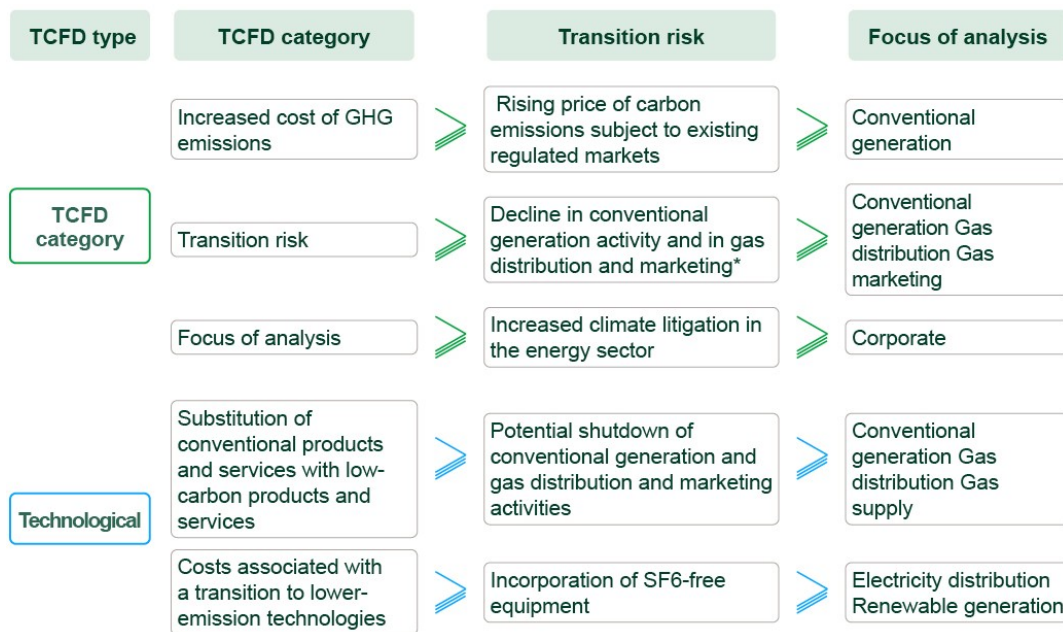 TCFD type
TCFD category
Transition risk
Focus of analysis
TCFD
category
Increased cost of GHG
emissions
Rising price of carbon
emissions subject to existing
regulated markets
Conventional
generation
Transition risk
Decline in conventional
generation activity and in gas
distribution and marketing*
Conventional
generation Gas
distribution Gas
marketing
Focus of analysis
Increased climate litigation in
the energy sector
Corporate
Technological
Substitution of
conventional products
and services with low-
carbon products and
services
Potential shutdown of
conventional generation and
gas distribution and marketing
activities
Conventional
generation Gas
distribution Gas
supply
Costs associated with
a transition to lower-
emission technologies
Incorporation of SF6-free
equipment
Electricity distribution
Renewable generation